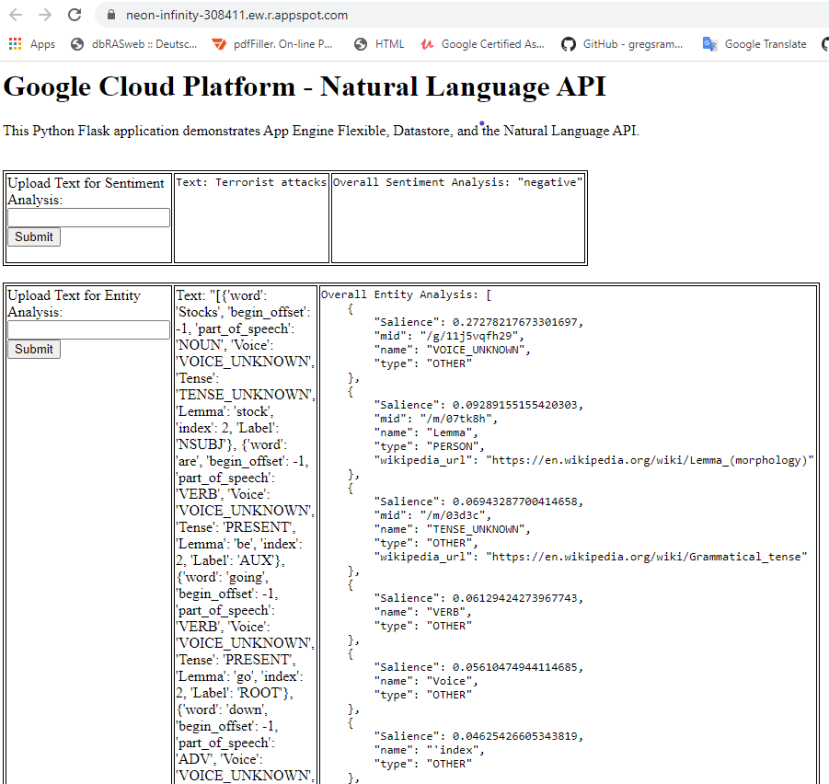 neon-infinity-308411.ew.r.appspot.com
Apps dbRASweb :: Deutsc... pdfFiller. On-line P... HTML Google Certified As... GitHub - gregsram... Google Translate
Google Cloud Platform - Natural Language API
This Python Flask application demonstrates App Engine Flexible, Datastore, and the Natural Language API.
Upload Text for Sentiment
Analysis:
Submit
Text: Terrorist attacks
Overall Sentiment Analysis: "negative"
Upload Text for Entity
Analysis:
Submit
Text: "[{'word':
'Stocks', 'begin_offset':
-1, 'part_of_speech':
'NOUN', 'Voice':
'VOICE_UNKNOWN',
'Tense':
'TENSE_UNKNOWN',
'Lemma': 'stock',
'index': 2, 'Label':
'NSUBJ'}, {'word':
'are', 'begin_offset': -1,
'part_of_speech':
'VERB', 'Voice':
'VOICE_UNKNOWN',
'Tense': 'PRESENT',
'Lemma': 'be', 'index':
2, 'Label': 'AUX'},
{'word': 'going',
'begin_offset': -1,
'part_of_speech':
'VERB', 'Voice':
'VOICE_UNKNOWN',
'Tense': 'PRESENT',
'Lemma': 'go', 'index':
2, 'Label': 'ROOT'},
{'word': 'down',
'begin_offset': -1,
'part_of_speech':
'ADV', 'Voice':
'VOICE_UNKNOWN',
Overall Entity Analysis: [
{
"Salience": 0.27278217673301697,
"mid": "/g/11j5vqfh29",
"name": "VOICE_UNKNOWN",
"type": "OTHER"
},
{
"Salience": 0.09289155155420303,
"mid": "/m/07tk8h",
"name": "Lemma",
"type": "PERSON",
"wikipedia_url": "https://en.wikipedia.org/wiki/Lemma_(morphology)"
},
{
"Salience": 0.06943287700414658,
"mid": "/m/03d3c",
"name": "TENSE_UNKNOWN",
"type": "OTHER",
"wikipedia_url": "https://en.wikipedia.org/wiki/Grammatical_tense"
},
{
"Salience": 0.06129424273967743,
"name": "VERB",
"type": "OTHER"
},
{
"Salience": 0.05610474944114685,
"name": "Voice",
"type": "OTHER"
},
{
"Salience": 0.04625426605343819,
"name": "'index",
"type": "OTHER"
},